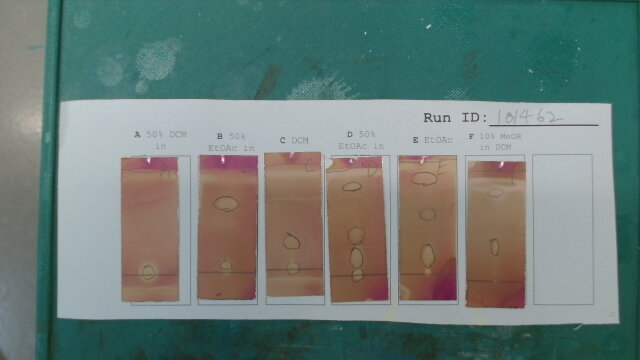 Run ID: 101462
A 50% DCM in
B 50% EtOAc in
C DCM
D 50% EtOAc in
E EtOAc
F 10% MeOH in DCM
A
C
D
E
F